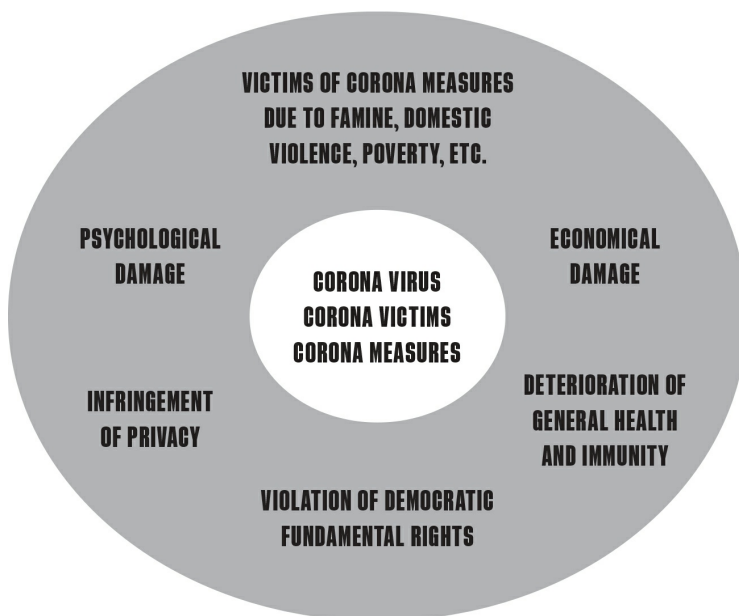 VICTIMS OF CORONA MEASURES
DUE TO FAMINE, DOMESTIC
VIOLENCE, POVERTY, ETC.
PSYCHOLOGICAL
DAMAGE
ECONOMICAL
DAMAGE
CORONA VIRUS
CORONA VICTIMS
CORONA MEASURES
INFRINGEMENT
OF PRIVACY
DETERIORATION OF
GENERAL HEALTH
AND IMMUNITY
VIOLATION OF DEMOCRATIC
FUNDAMENTAL RIGHTS